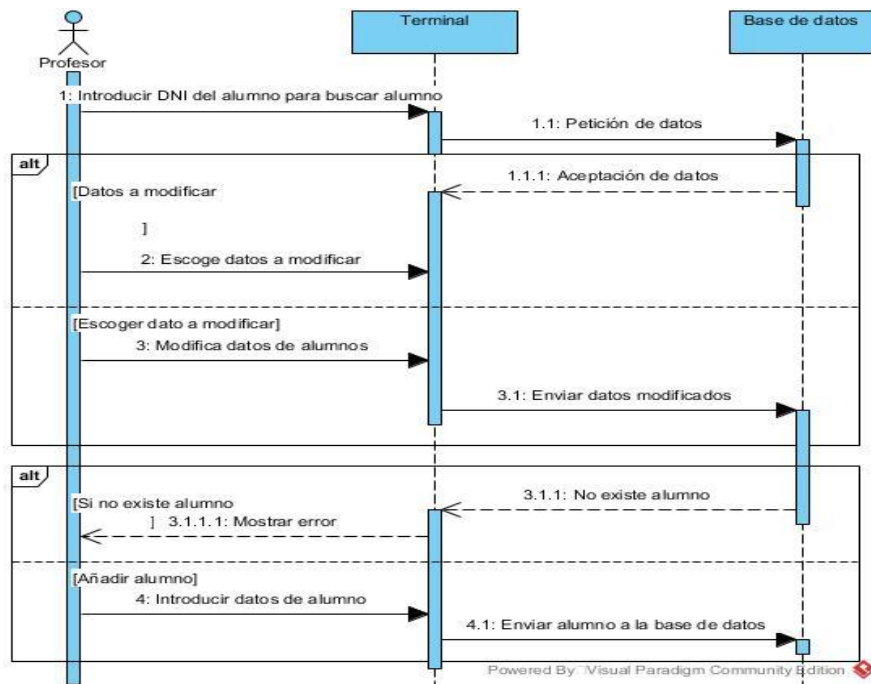 Terminal
Base de datos
Profesor
1: Introducir DNI del alumno para buscar alumno
1.1: Petición de datos
alt
1.1.1: Aceptación de datos
[Datos a modificar
]
2: Escoge datos a modificar
[Escoger dato a modificar]
3: Modifica datos de alumnos
3.1: Enviar datos modificados
alt
3.1.1: No existe alumno
[Si no existe alumno
] 3.1.1.1: Mostrar error
[Añadir alumno]
4: Introducir datos de alumno
4.1: Enviar alumno a la base de datos
Powered By Visual Paradigm Community Edition